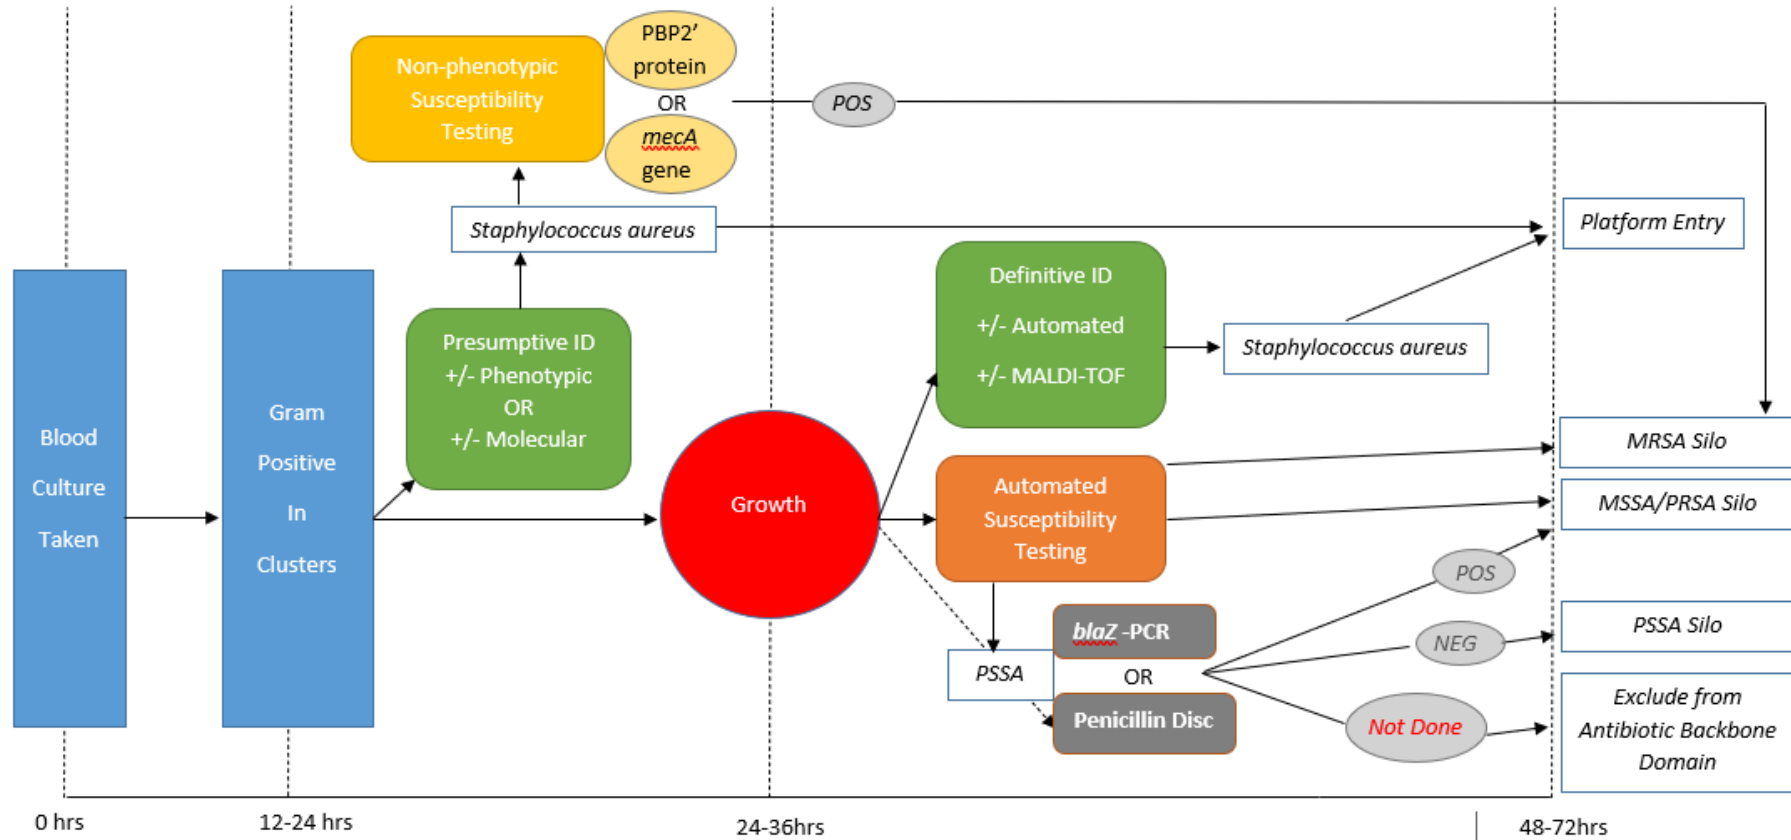 Non-phenotypic
Susceptibility
Testing
PBP2’
protein
OR
mecA
gene
POS
Staphylococcus aureus
Platform Entry
Presumptive ID
+/- Phenotypic
OR
+/- Molecular
Definitive ID
+/- Automated
+/- MALDI-TOF
Staphylococcus aureus
Blood
Culture
Taken
Gram
Positive
In
Clusters
Growth
Automated
Susceptibility
Testing
MRSA Silo
MSSA/PRSA Silo
POS
PSSA
blaZ -PCR
OR
Penicillin Disc
NEG
PSSA Silo
Not Done
Exclude from
Antibiotic Backbone
Domain
0 hrs
12-24 hrs
24-36hrs
48-72hrs